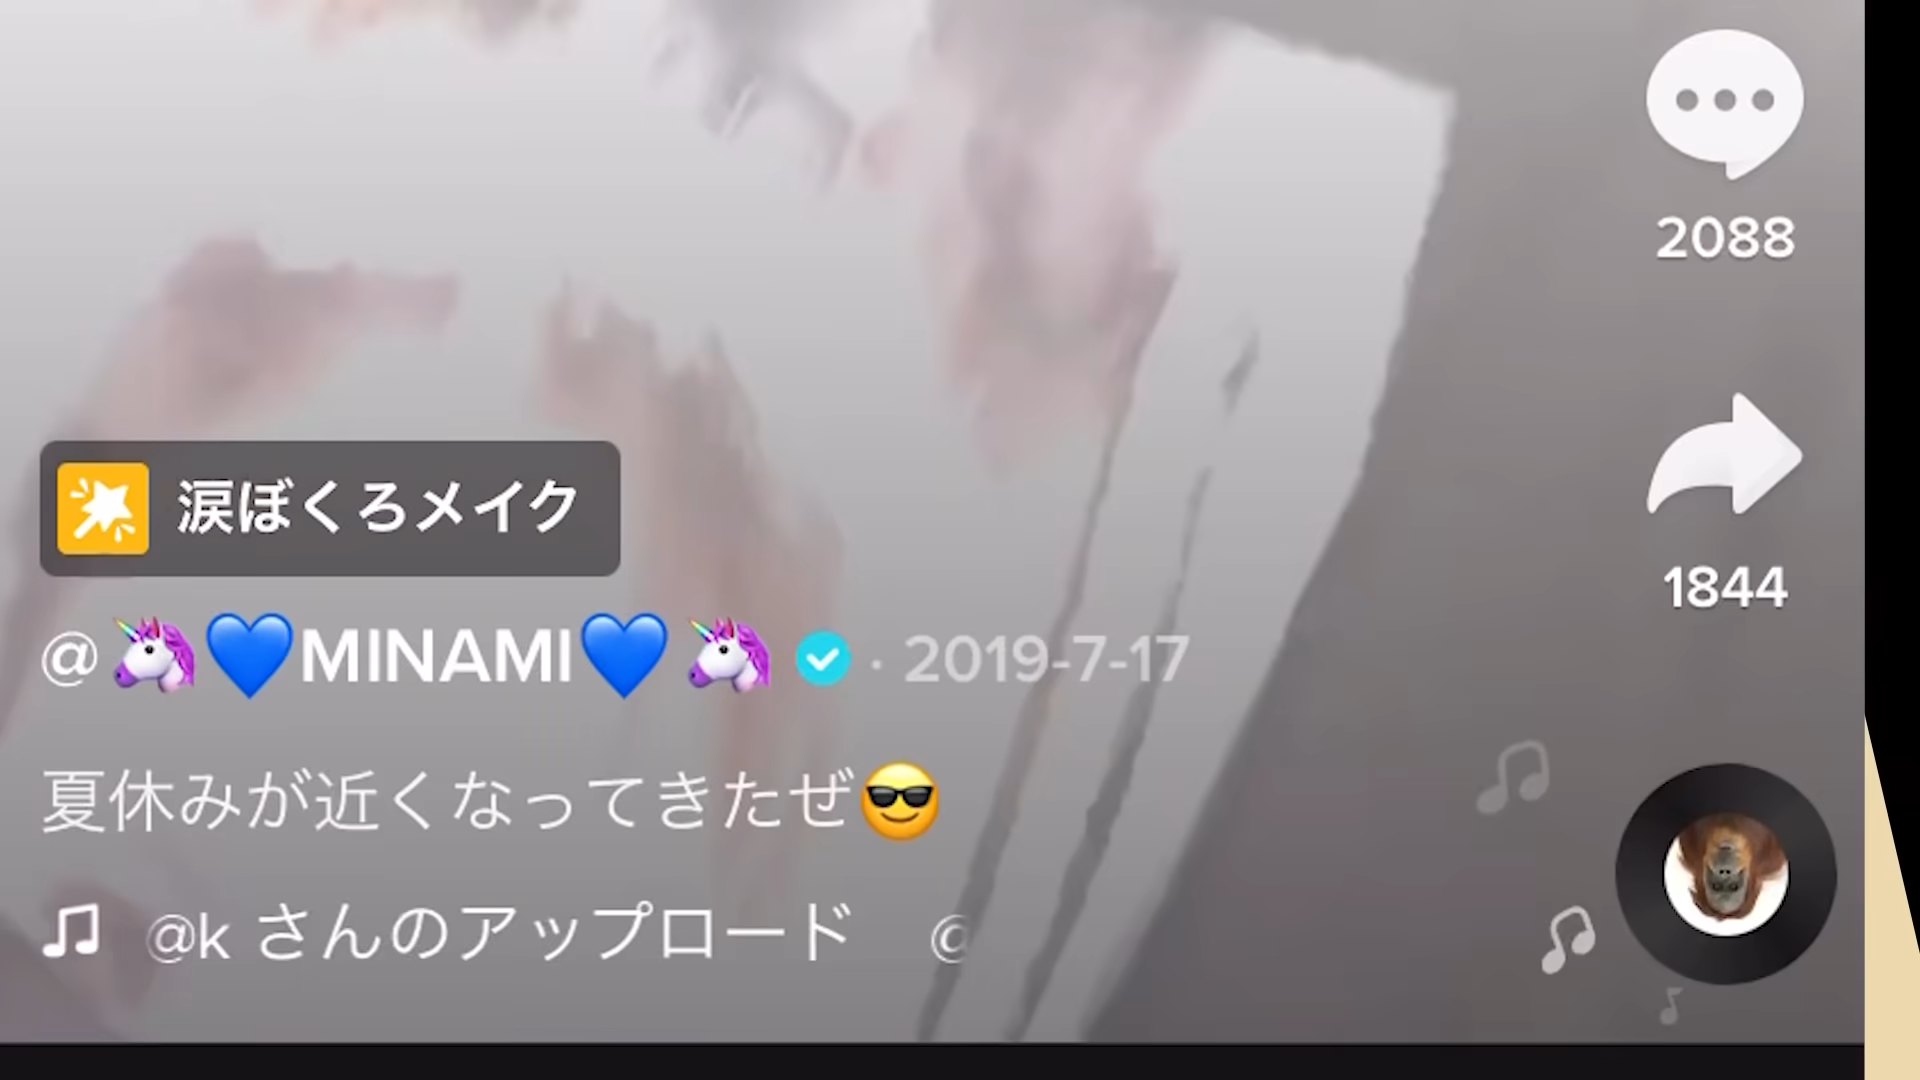 2088
1844
涙ぼくろメイク
@🦄💙MINAMI💙🦄 · 2019-7-17
夏休みが近くなってきたぜ😎
@k さんのアップロード @